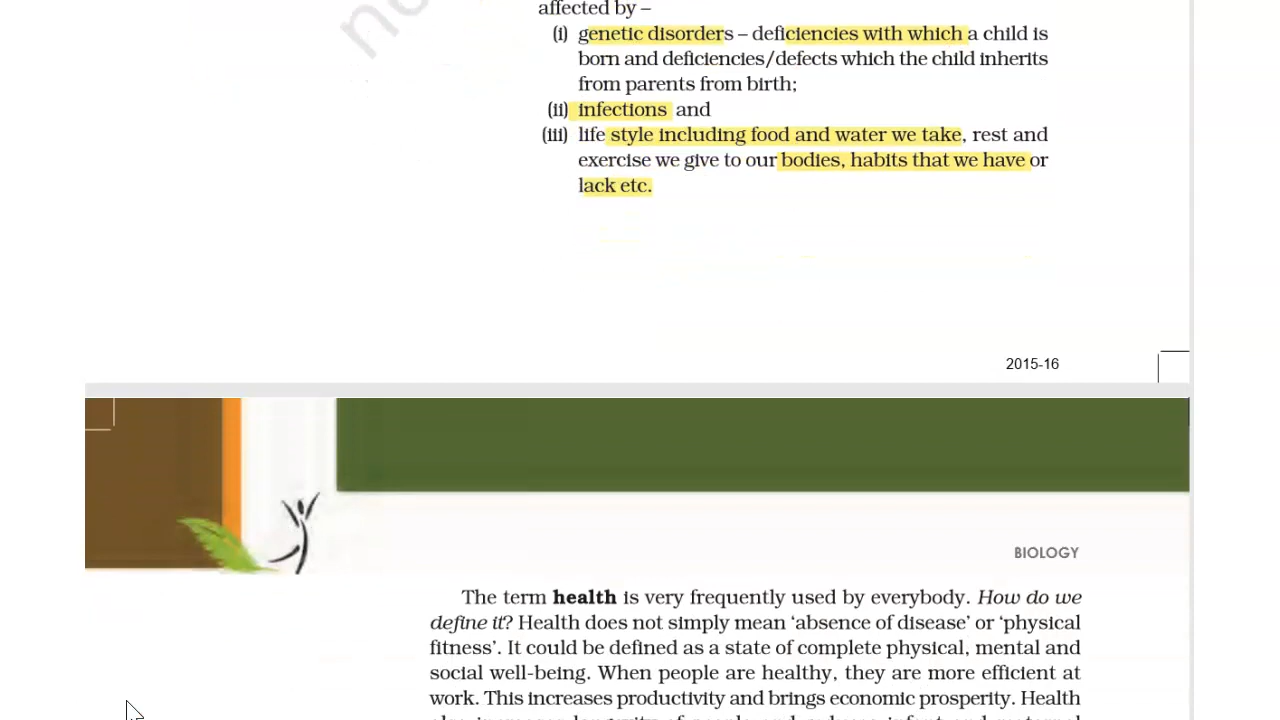 affected by –
(i) genetic disorders – deficiencies with which a child is
born and deficiencies/defects which the child inherits
from parents from birth;
(ii) infections and
(iii) life style including food and water we take, rest and
exercise we give to our bodies, habits that we have or
lack etc.
2015-16
BIOLOGY
The term health is very frequently used by everybody. How do we
define it? Health does not simply mean ‘absence of disease’ or ‘physical
fitness’. It could be defined as a state of complete physical, mental and
social well-being. When people are healthy, they are more efficient at
work. This increases productivity and brings economic prosperity. Health